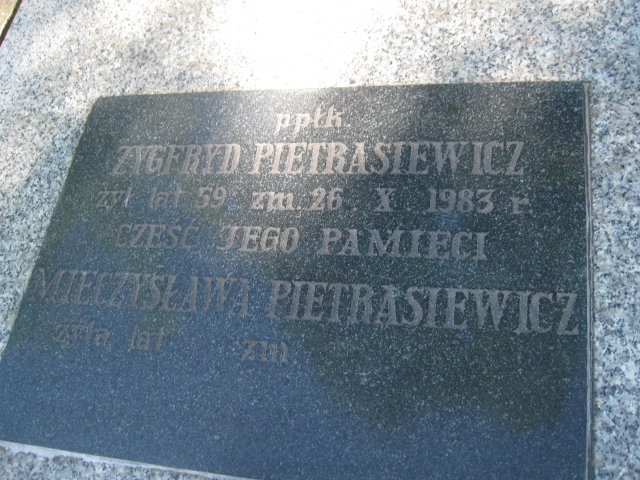 ppłk
ZYGFRYD PIETRASIEWICZ
żył lat 59 zm. 26 X 1983 r.
CZEŚĆ JEGO PAMIĘCI
MIECZYSŁAWA PIETRASIEWICZ
żyła lat zm